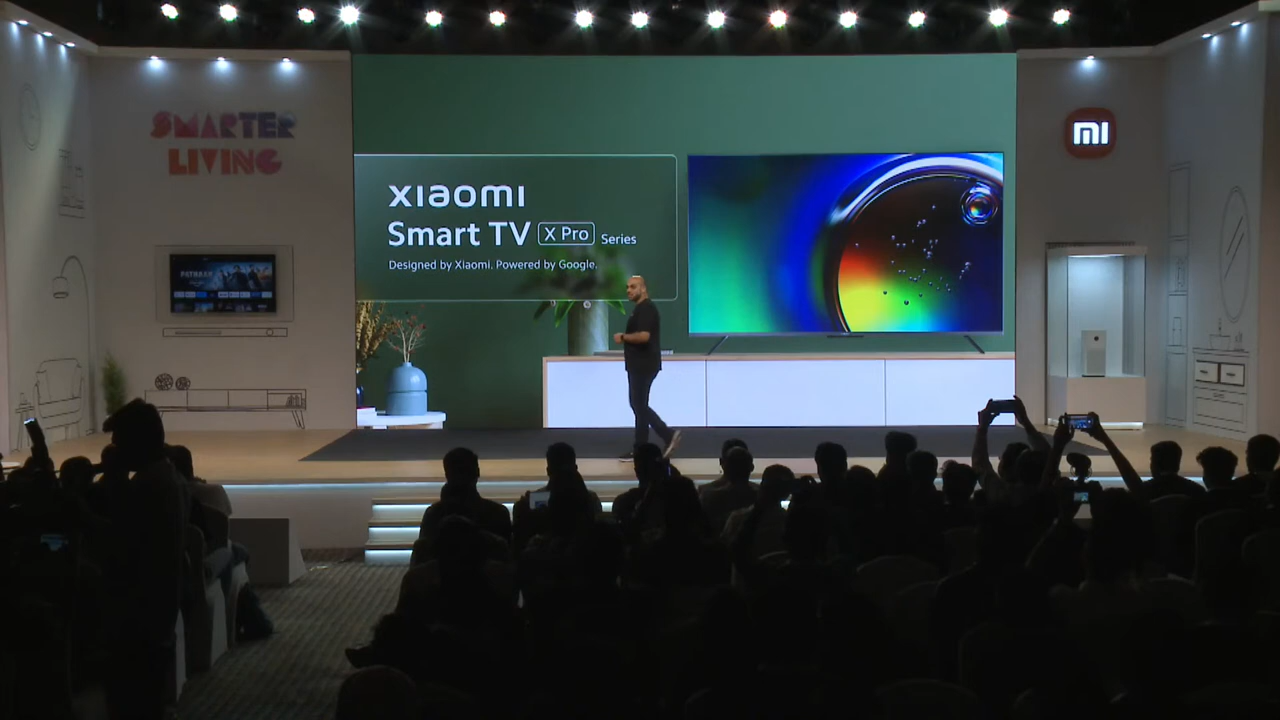 SMARTER
LIVING
xiaomi
Smart TV X Pro Series
Designed by Xiaomi. Powered by Google.
mi